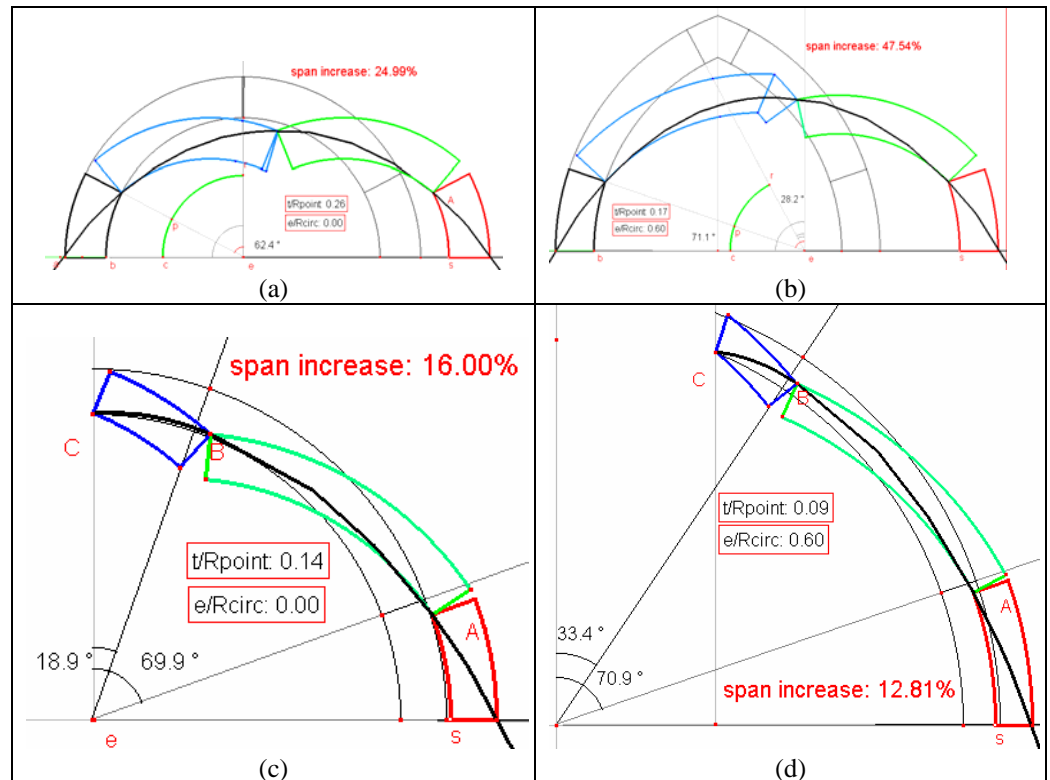 span increase: 24.99%
r
t/Rpoint: 0.26
e/Rcirc: 0.00
A
p
62.4 °
a
b
c
e
s
(a)
span increase: 47.54%
r
28.2 °
t/Rpoint: 0.17
e/Rcirc: 0.60
p
71.1 °
b
c
e
s
(b)
span increase: 16.00%
C
B
t/Rpoint: 0.14
e/Rcirc: 0.00
A
18.9 °
69.9 °
s
e
(c)
C
B
t/Rpoint: 0.09
e/Rcirc: 0.60
A
33.4 °
70.9 °
span increase: 12.81%
s
(d)